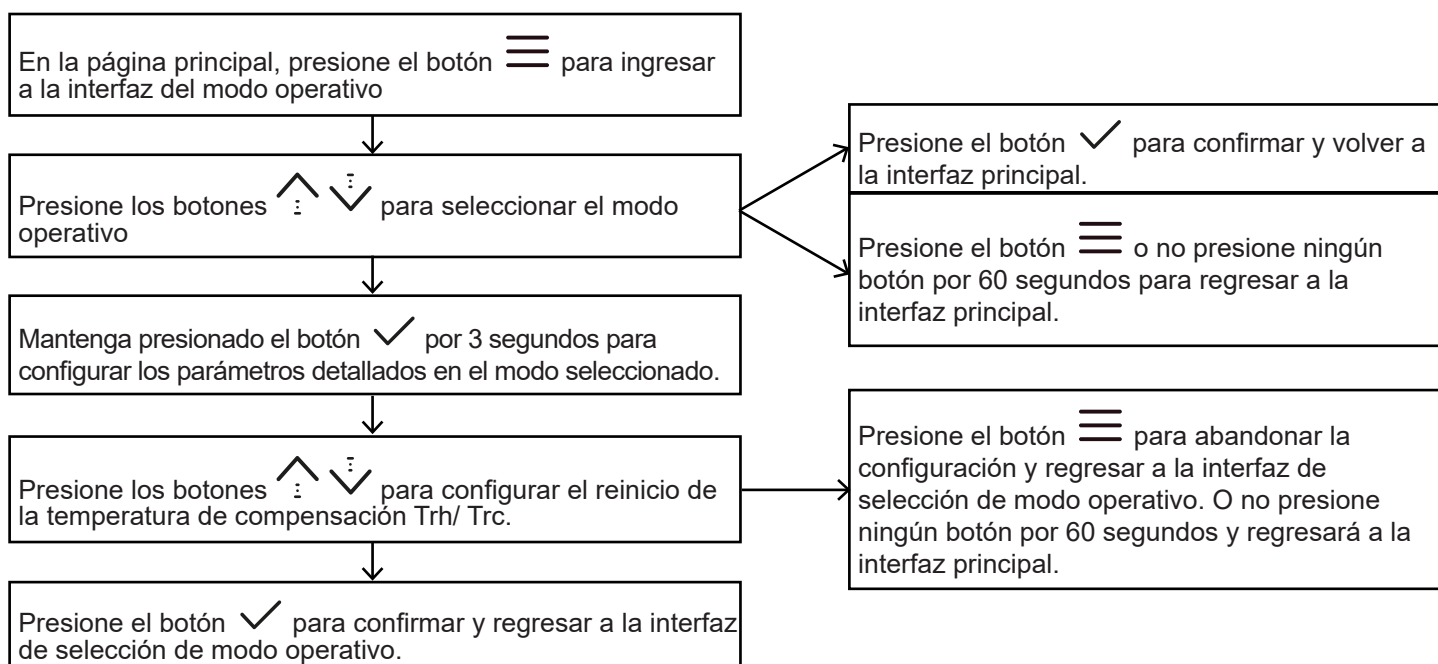 En la página principal, presione el botón para ingresar
a la interfaz del modo operativo
Presione los botones para seleccionar el modo
operativo
Presione el botón para confirmar y volver a
la interfaz principal.
Presione el botón o no presione ningún
botón por 60 segundos para regresar a la
interfaz principal.
Mantenga presionado el botón por 3 segundos para
configurar los parámetros detallados en el modo seleccionado.
Presione los botones para configurar el reinicio de
la temperatura de compensación Trh/ Trc.
Presione el botón para abandonar la
configuración y regresar a la interfaz de
selección de modo operativo. O no presione
ningún botón por 60 segundos y regresará a la
interfaz principal.
Presione el botón para confirmar y regresar a la interfaz
de selección de modo operativo.